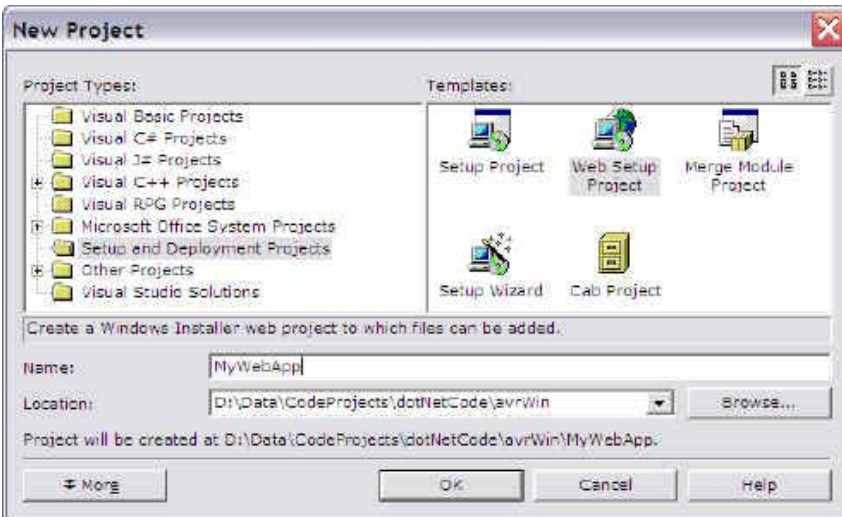 New Project
Project Types:
Visual Basic Projects
Visual C# Projects
Visual J# Projects
Visual C++ Projects
Visual RPG Projects
Microsoft Office System Projects
Setup and Deployment Projects
Other Projects
Visual Studio Solutions
Templates:
Setup Project
Web Setup
Project
Merge Module
Project
Setup Wizard
Cab Project
Create a Windows Installer web project to which files can be added.
Name:
MyWebApp
Location:
D:\Data\CodeProjects\dotNetCode\avrWin
Browse...
Project will be created at D:\Data\CodeProjects\dotNetCode\avrWin\MyWebApp.
More
OK
Cancel
Help